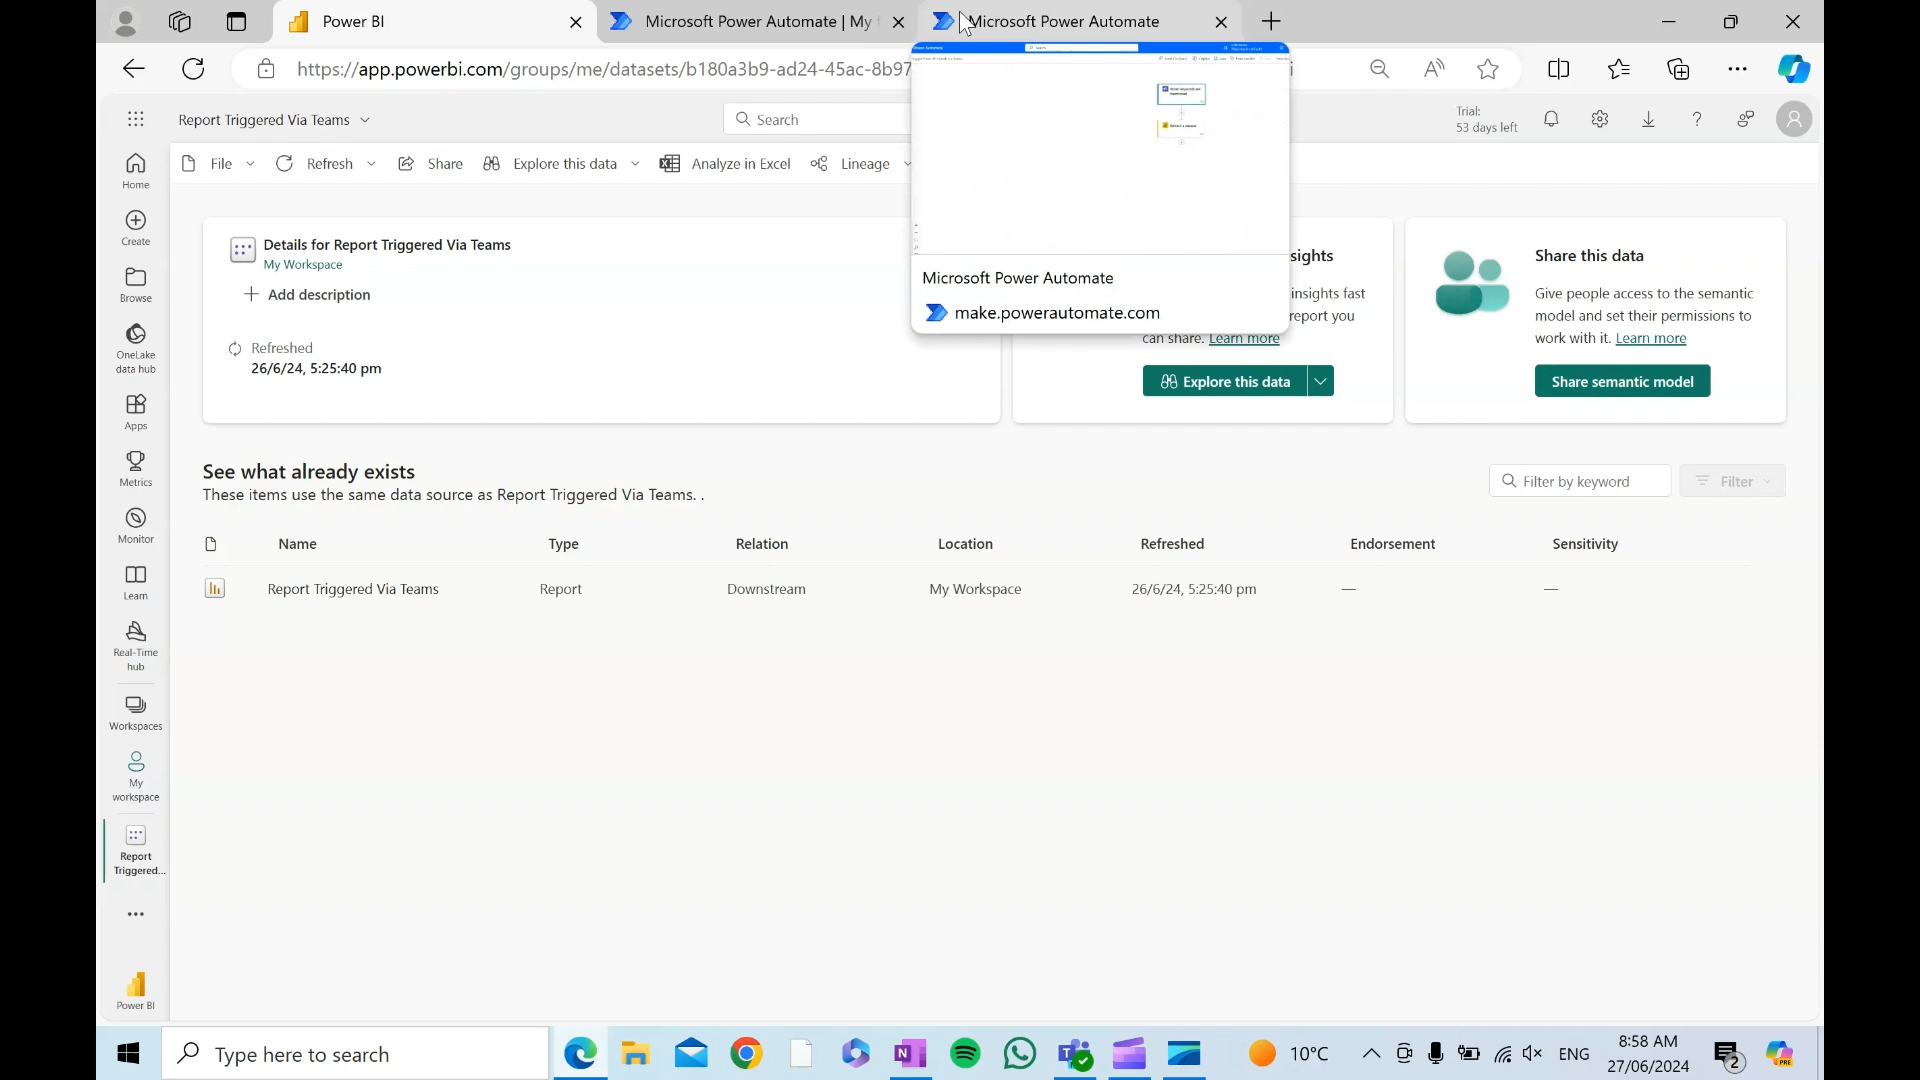 Power BI
Microsoft Power Automate | My
Microsoft Power Automate
https://app.powerbi.com/groups/me/datasets/b180a3b9-ad24-45ac-8b97
Report Triggered Via Teams
Search
Trial:
53 days left
File
Refresh
Share
Explore this data
Analyze in Excel
Lineage
Home
Create
Browse
OneLake
data hub
Apps
Metrics
Monitor
Learn
Real-Time
hub
Workspaces
My
workspace
Report
Triggered...
Power BI
Details for Report Triggered Via Teams
My Workspace
Add description
Refreshed
26/6/24, 5:25:40 pm
Microsoft Power Automate
make.powerautomate.com
sights
insights fast
report you
can share. Learn more
Explore this data
Share this data
Give people access to the semantic
model and set their permissions to
work with it. Learn more
Share semantic model
See what already exists
These items use the same data source as Report Triggered Via Teams. .
Filter by keyword
Filter
Name Type Relation Location Refreshed Endorsement Sensitivity
Report Triggered Via Teams Report Downstream My Workspace 26/6/24, 5:25:40 pm — —
Type here to search
10°C
ENG
8:58 AM
27/06/2024
2